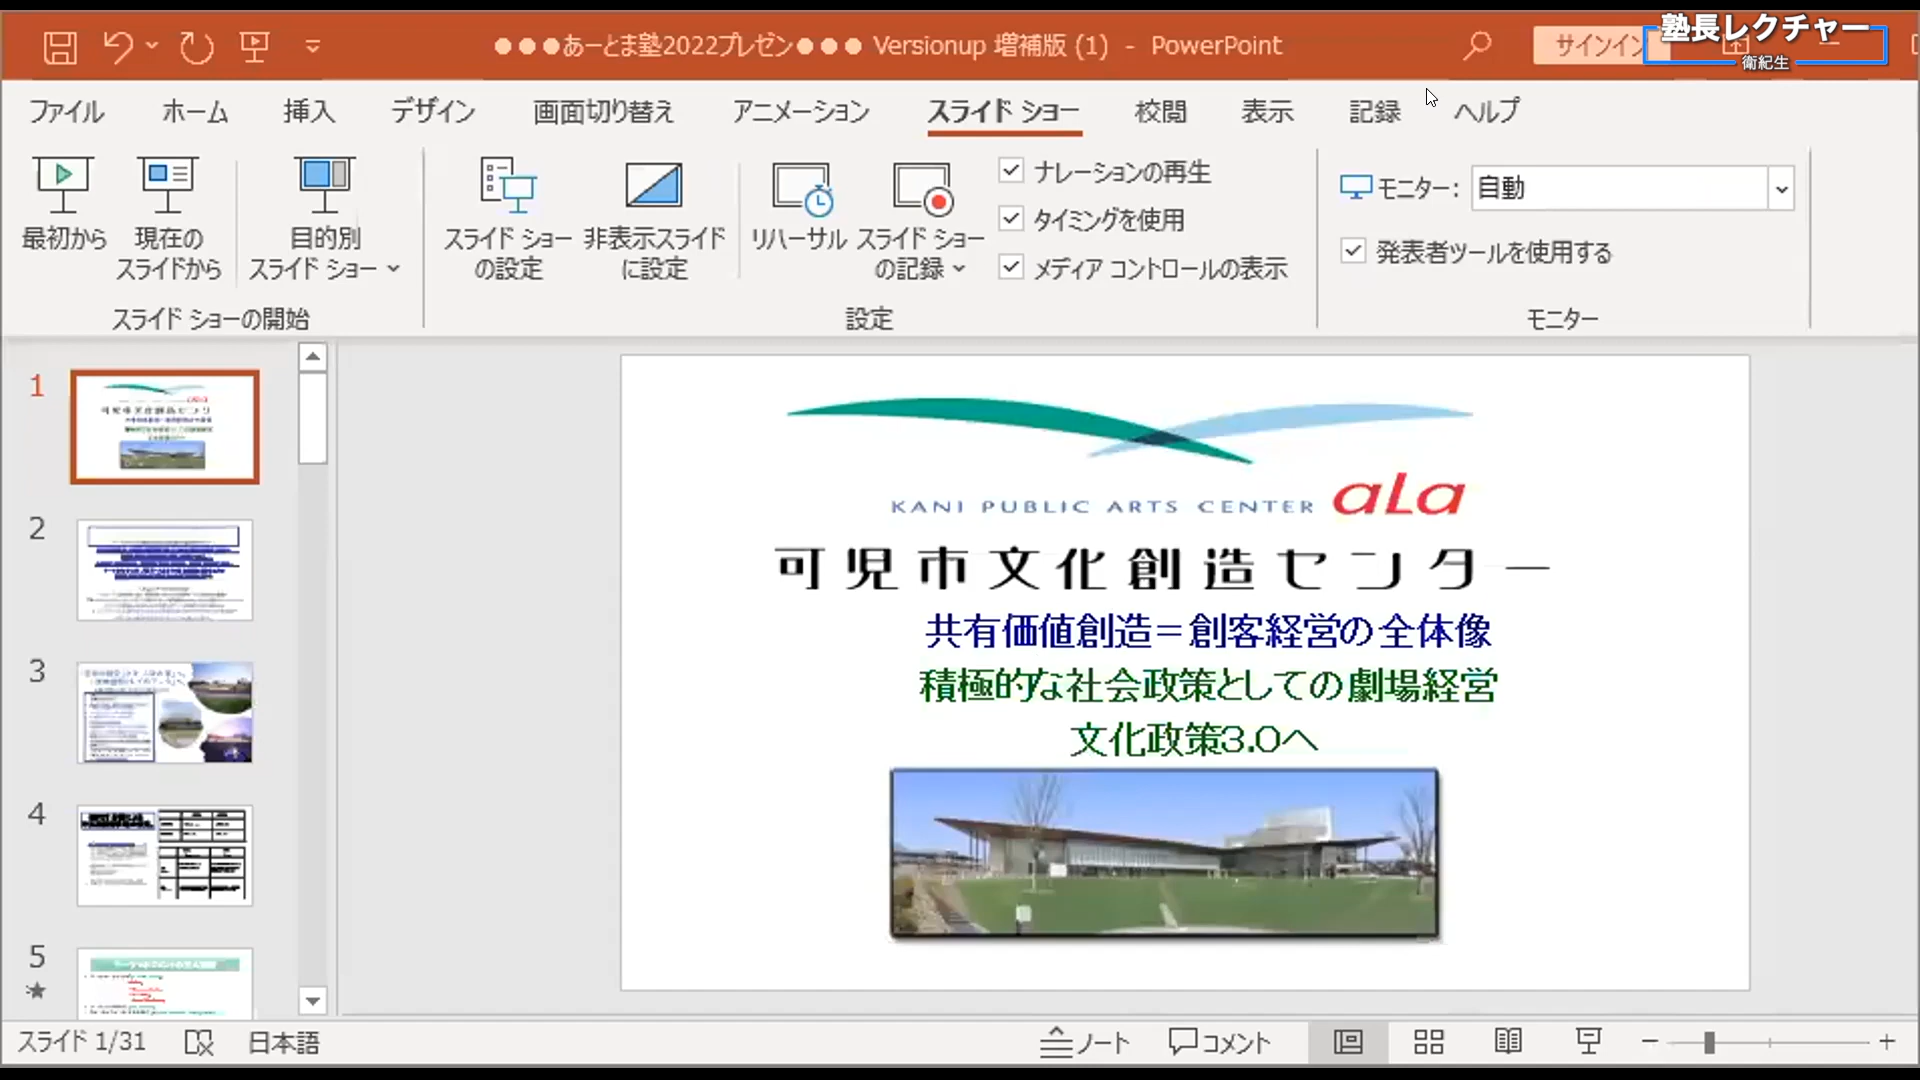 ●●●あーとま塾2022プレゼン●●● Versionup 増補版 (1) - PowerPoint
サインイン
塾長レクチャー
衛紀生
ファイル ホーム 挿入 デザイン 画面切り替え アニメーション スライド ショー 校閲 表示 記録 ヘルプ
最初から
現在の
スライドから
目的別
スライド ショー
スライド ショーの開始
スライド ショー
の設定
非表示スライド
に設定
リハーサル
スライド ショー
の記録
ナレーションの再生
タイミングを使用
メディア コントロールの表示
設定
モニター: 自動
発表者ツールを使用する
モニター
1
2
3
4
5
KANI PUBLIC ARTS CENTER aLa
可児市文化創造センター
共有価値創造=創客経営の全体像
積極的な社会政策としての劇場経営
文化政策3.0へ
スライド 1/31 日本語 ノート コメント